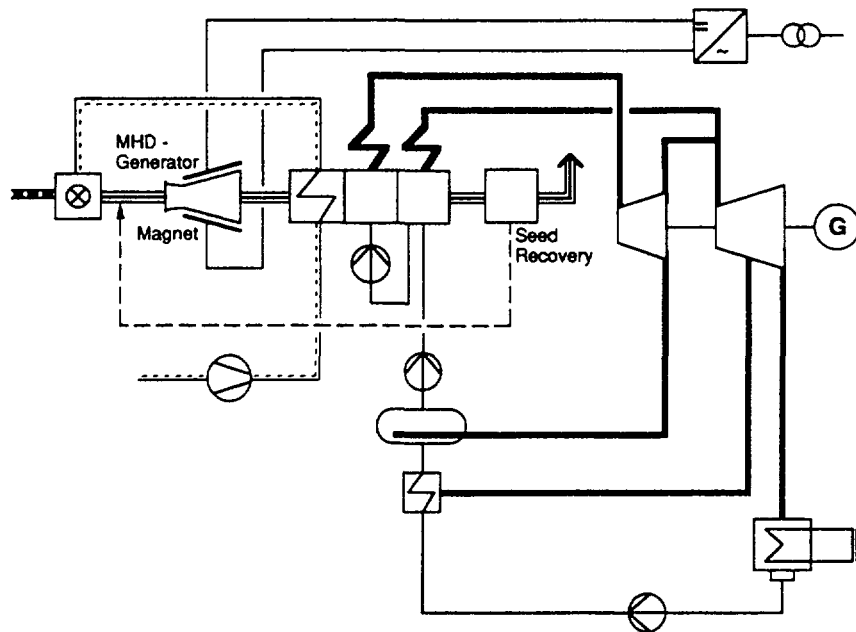 MHD -
Generator
Magnet
Seed
Recovery
G
=
~